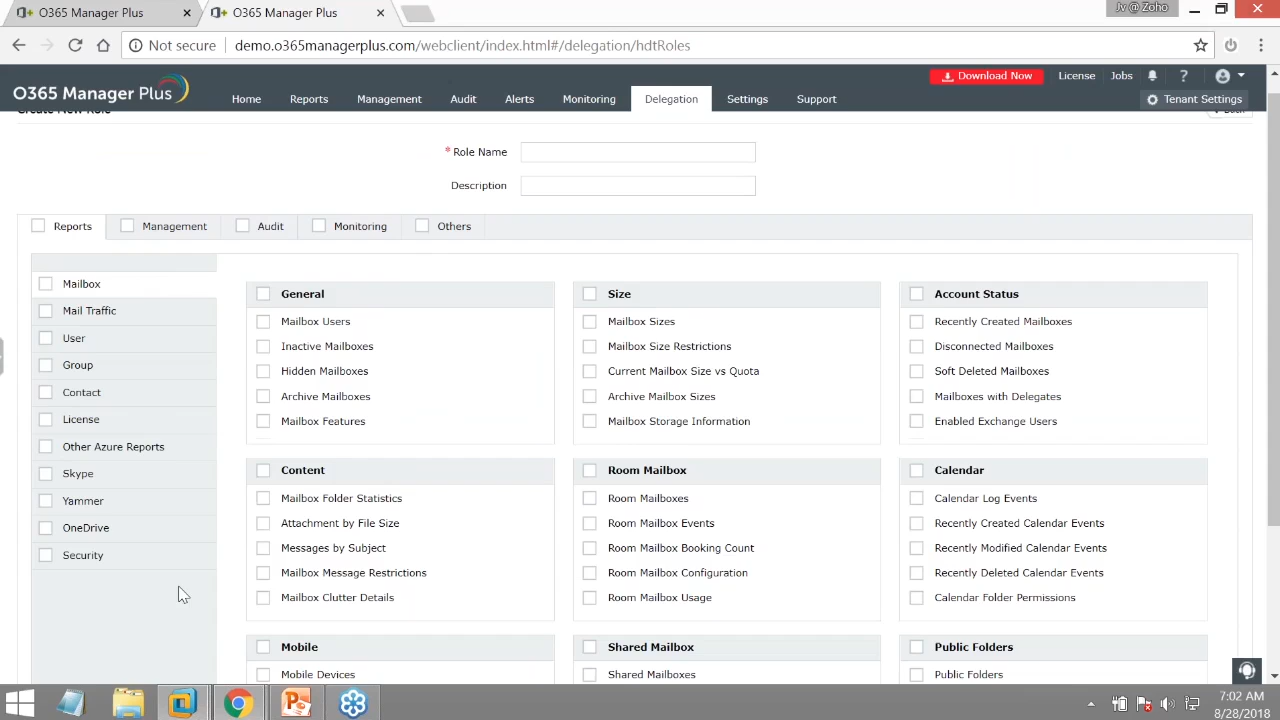 O365 Manager Plus
O365 Manager Plus
Jv @ Zoho
Not secure
demo.o365managerplus.com/webclient/index.html#/delegation/hdtRoles
O365 Manager Plus
Download Now
License
Jobs
Home
Reports
Management
Audit
Alerts
Monitoring
Delegation
Settings
Support
Tenant Settings
Create New Role
Back
* Role Name
Description
Reports
Management
Audit
Monitoring
Others
Mailbox
Mail Traffic
User
Group
Contact
License
Other Azure Reports
Skype
Yammer
OneDrive
Security
General
Mailbox Users
Inactive Mailboxes
Hidden Mailboxes
Archive Mailboxes
Mailbox Features
Size
Mailbox Sizes
Mailbox Size Restrictions
Current Mailbox Size vs Quota
Archive Mailbox Sizes
Mailbox Storage Information
Account Status
Recently Created Mailboxes
Disconnected Mailboxes
Soft Deleted Mailboxes
Mailboxes with Delegates
Enabled Exchange Users
Content
Mailbox Folder Statistics
Attachment by File Size
Messages by Subject
Mailbox Message Restrictions
Mailbox Clutter Details
Room Mailbox
Room Mailboxes
Room Mailbox Events
Room Mailbox Booking Count
Room Mailbox Configuration
Room Mailbox Usage
Calendar
Calendar Log Events
Recently Created Calendar Events
Recently Modified Calendar Events
Recently Deleted Calendar Events
Calendar Folder Permissions
Mobile
Mobile Devices
Shared Mailbox
Shared Mailboxes
Public Folders
Public Folders
7:02 AM
8/28/2018